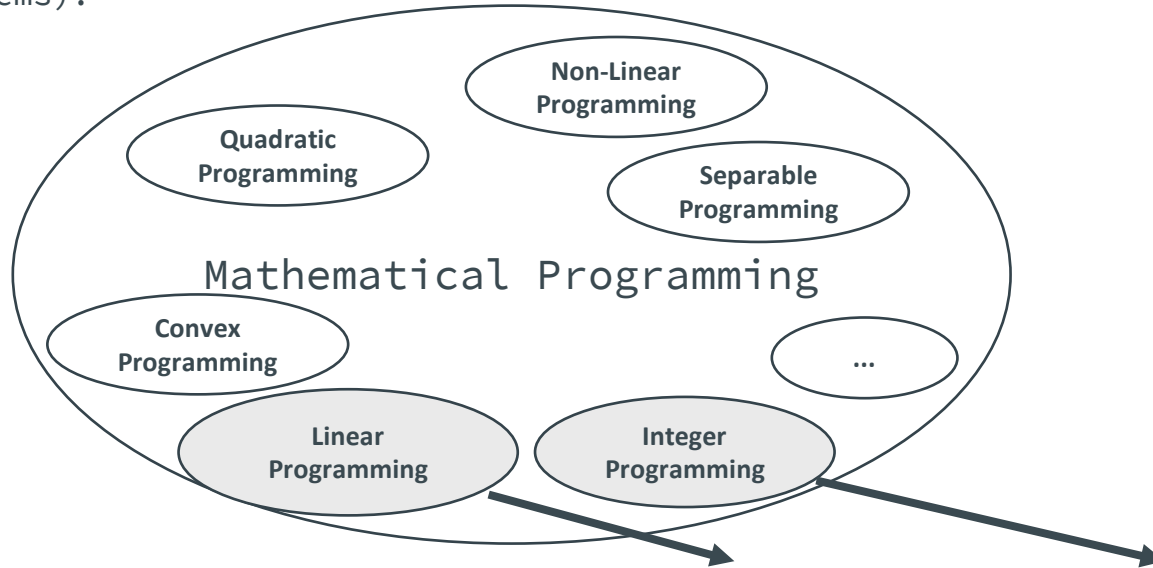 Non-Linear
Programming
Quadratic
Programming
Separable
Programming
Mathematical Programming
Convex
Programming
...
Linear
Programming
Integer
Programming